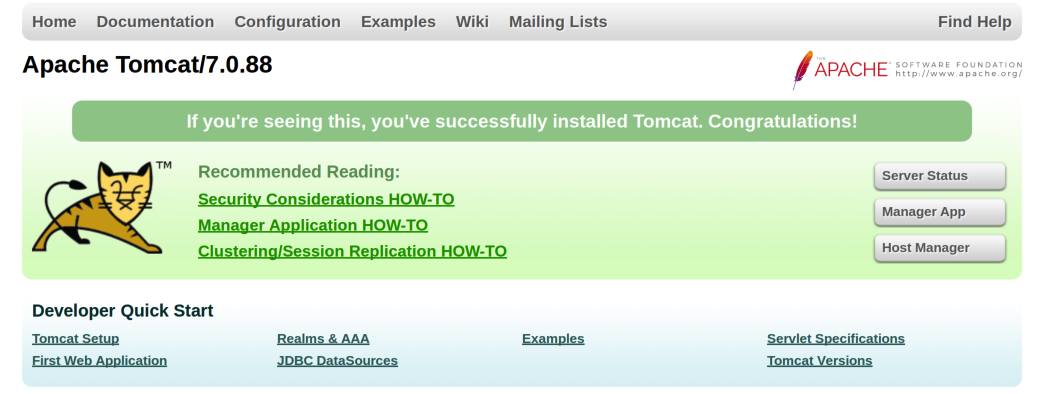 Home Documentation Configuration Examples Wiki Mailing Lists Find Help
Apache Tomcat/7.0.88
THE
APACHE™ SOFTWARE FOUNDATION
http://www.apache.org/
If you're seeing this, you've successfully installed Tomcat. Congratulations!
TM
Recommended Reading:
Security Considerations HOW-TO
Manager Application HOW-TO
Clustering/Session Replication HOW-TO
Server Status
Manager App
Host Manager
Developer Quick Start
Tomcat Setup Realms & AAA Examples Servlet Specifications
First Web Application JDBC DataSources Tomcat Versions